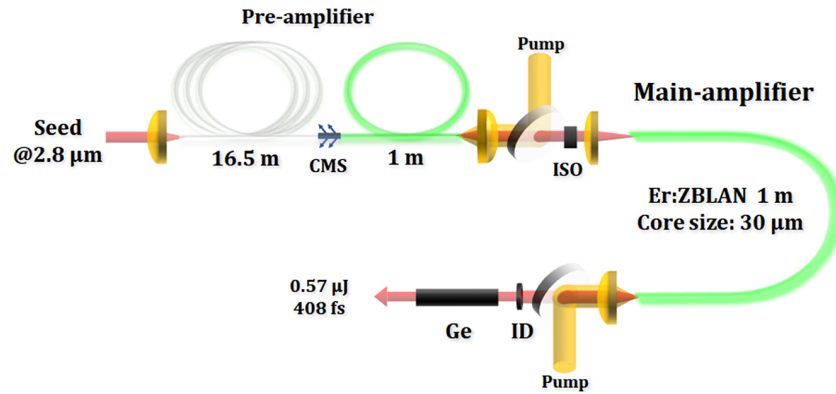 Pre-amplifier
Pump
Main-amplifier
Seed
@2.8 µm
16.5 m
CMS
1 m
ISO
Er:ZBLAN 1 m
Core size: 30 µm
0.57 µJ
408 fs
Ge
ID
Pump